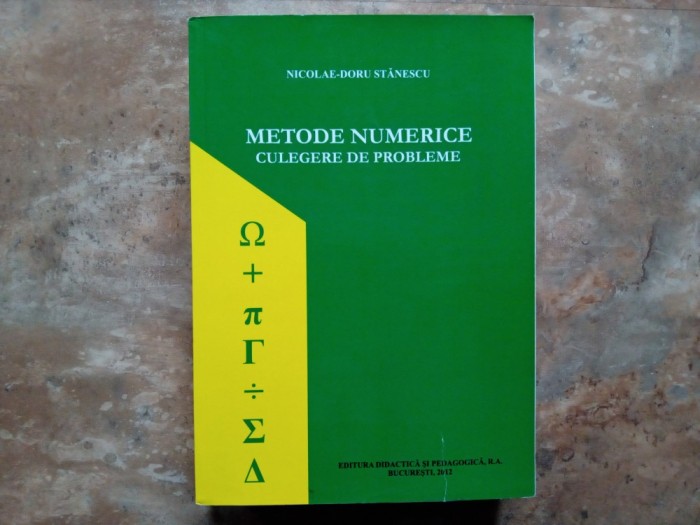 NICOLAE-DORU STĂNESCU
METODE NUMERICE
CULEGERE DE PROBLEME
Ω
+
π
Γ
÷
Σ
Δ
EDITURA DIDACTICĂ ŞI PEDAGOGICĂ, R.A.
BUCUREŞTI, 2012